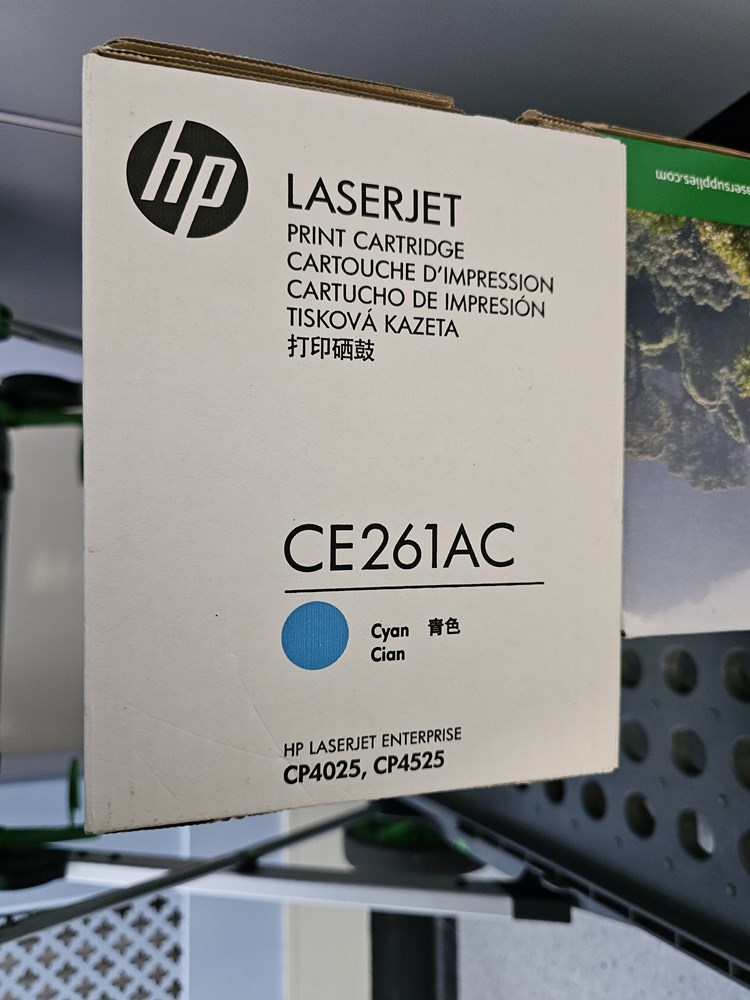 hp
LASERJET
PRINT CARTRIDGE
CARTOUCHE D'IMPRESSION
CARTUCHO DE IMPRESIÓN
TISKOVÁ KAZETA
打印硒鼓
CE261AC
Cyan 青色
Cian
HP LASERJET ENTERPRISE
CP4025, CP4525